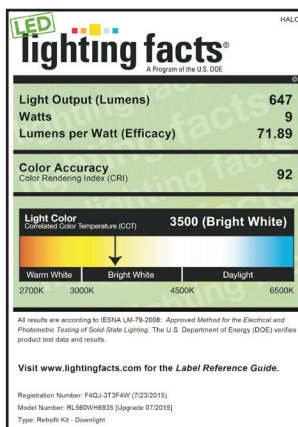 LED
HALO
lighting facts®
A Program of the U.S. DOE
Light Output (Lumens) 647
Watts 9
Lumens per Watt (Efficacy) 71.89
Color Accuracy
Color Rendering Index (CRI) 92
Light Color
Correlated Color Temperature (CCT) 3500 (Bright White)
Warm White Bright White Daylight
2700K 3000K 4500K 6500K
All results are according to IESNA LM-79-2008: Approved Method for the Electrical and
Photometric Testing of Solid-State Lighting. The U.S. Department of Energy (DOE) verifies
product test data and results.
Visit www.lightingfacts.com for the Label Reference Guide.
Registration Number: F4QJ-3T3F4W (7/23/2015)
Model Number: RL560WH6935 [Upgrade 07/2015]
Type: Retrofit Kit - Downlight